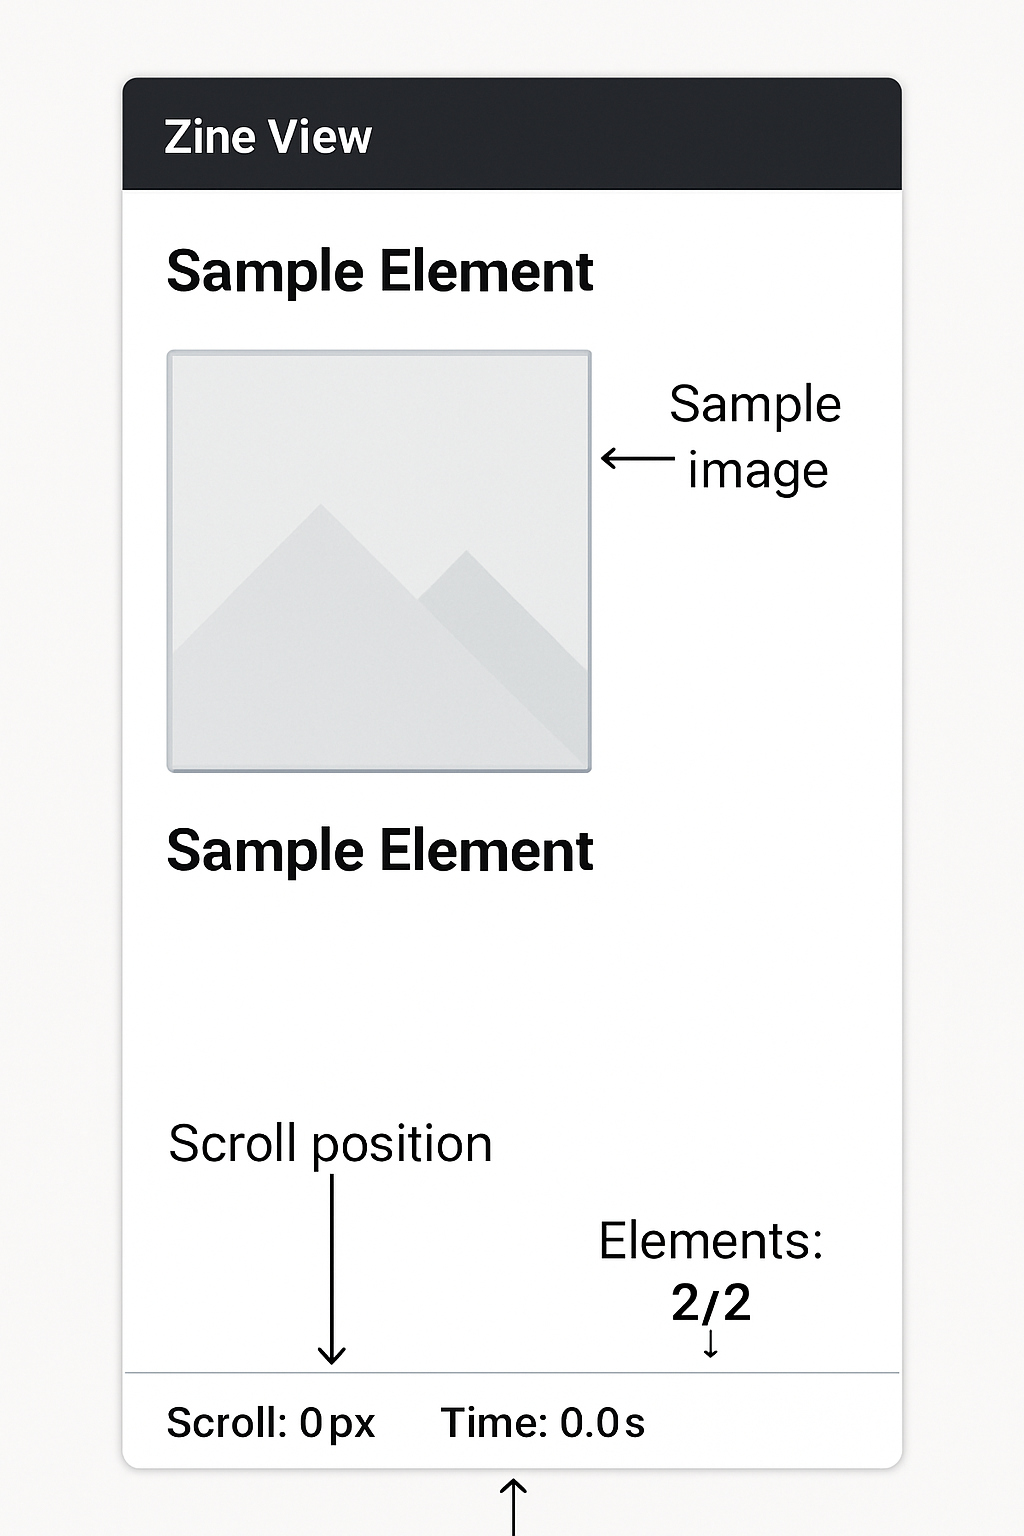 Zine View
Sample Element
Sample
image
Sample Element
Scroll position
Elements:
2/2
Scroll: 0px Time: 0.0s